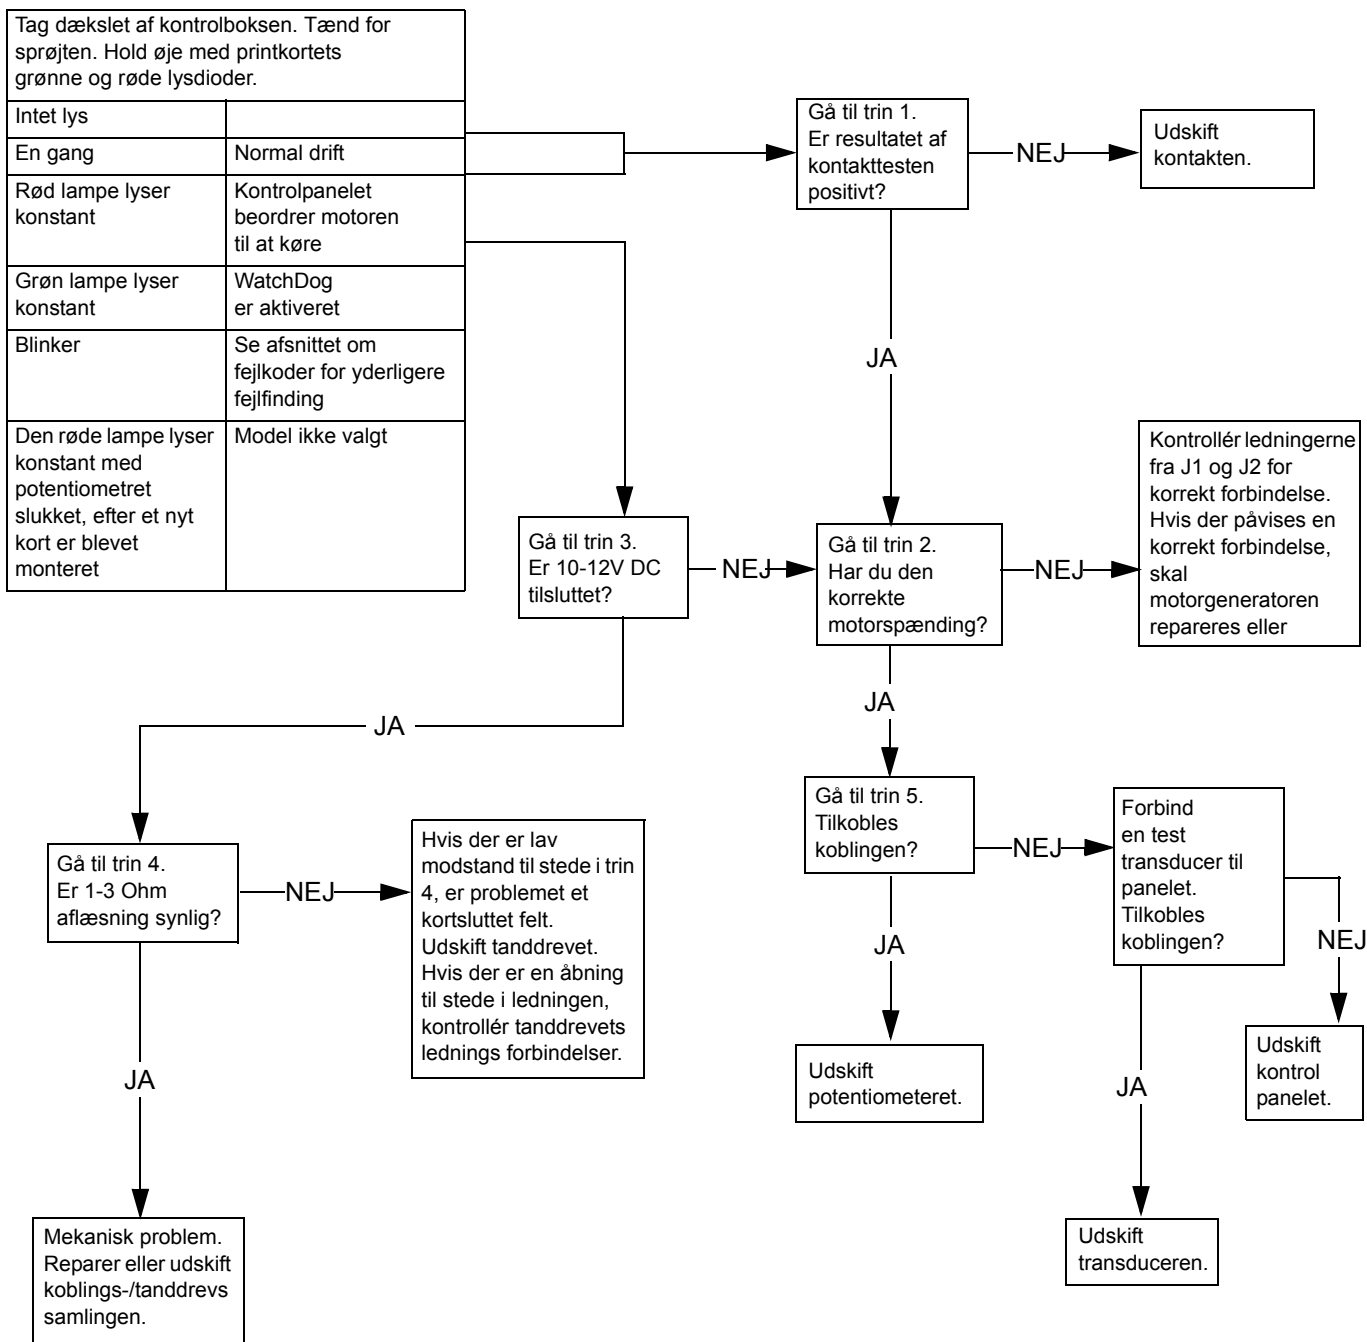 Tag dækslet af kontrolboksen. Tænd for
sprøjten. Hold øje med printkortets
grønne og røde lysdioder.
Intet lys
En gang
Normal drift
Rød lampe lyser
konstant
Kontrolpanelet
beordrer motoren
til at køre
Grøn lampe lyser
konstant
WatchDog
er aktiveret
Blinker
Se afsnittet om
fejlkoder for yderligere
fejlfinding
Den røde lampe lyser
konstant med
potentiometret
slukket, efter et nyt
kort er blevet
monteret
Model ikke valgt
Gå til trin 1.
Er resultatet af
kontakttesten
positivt?
NEJ
Udskift
kontakten.
JA
Gå til trin 3.
Er 10-12V DC
tilsluttet?
NEJ
Gå til trin 2.
Har du den
korrekte
motorspænding?
NEJ
Kontrollér ledningerne
fra J1 og J2 for
korrekt forbindelse.
Hvis der påvises en
korrekt forbindelse,
skal
motorgeneratoren
repareres eller
JA
JA
Gå til trin 4.
Er 1-3 Ohm
aflæsning synlig?
NEJ
Hvis der er lav
modstand til stede i trin
4, er problemet et
kortsluttet felt.
Udskift tanddrevet.
Hvis der er en åbning
til stede i ledningen,
kontrollér tanddrevets
lednings forbindelser.
Gå til trin 5.
Tilkobles
koblingen?
NEJ
Forbind
en test
transducer til
panelet.
Tilkobles
koblingen?
NEJ
JA
JA
JA
Udskift
potentiometeret.
Udskift
kontrol
panelet.
Mekanisk problem.
Reparer eller udskift
koblings-/tanddrevs
samlingen.
Udskift
transduceren.